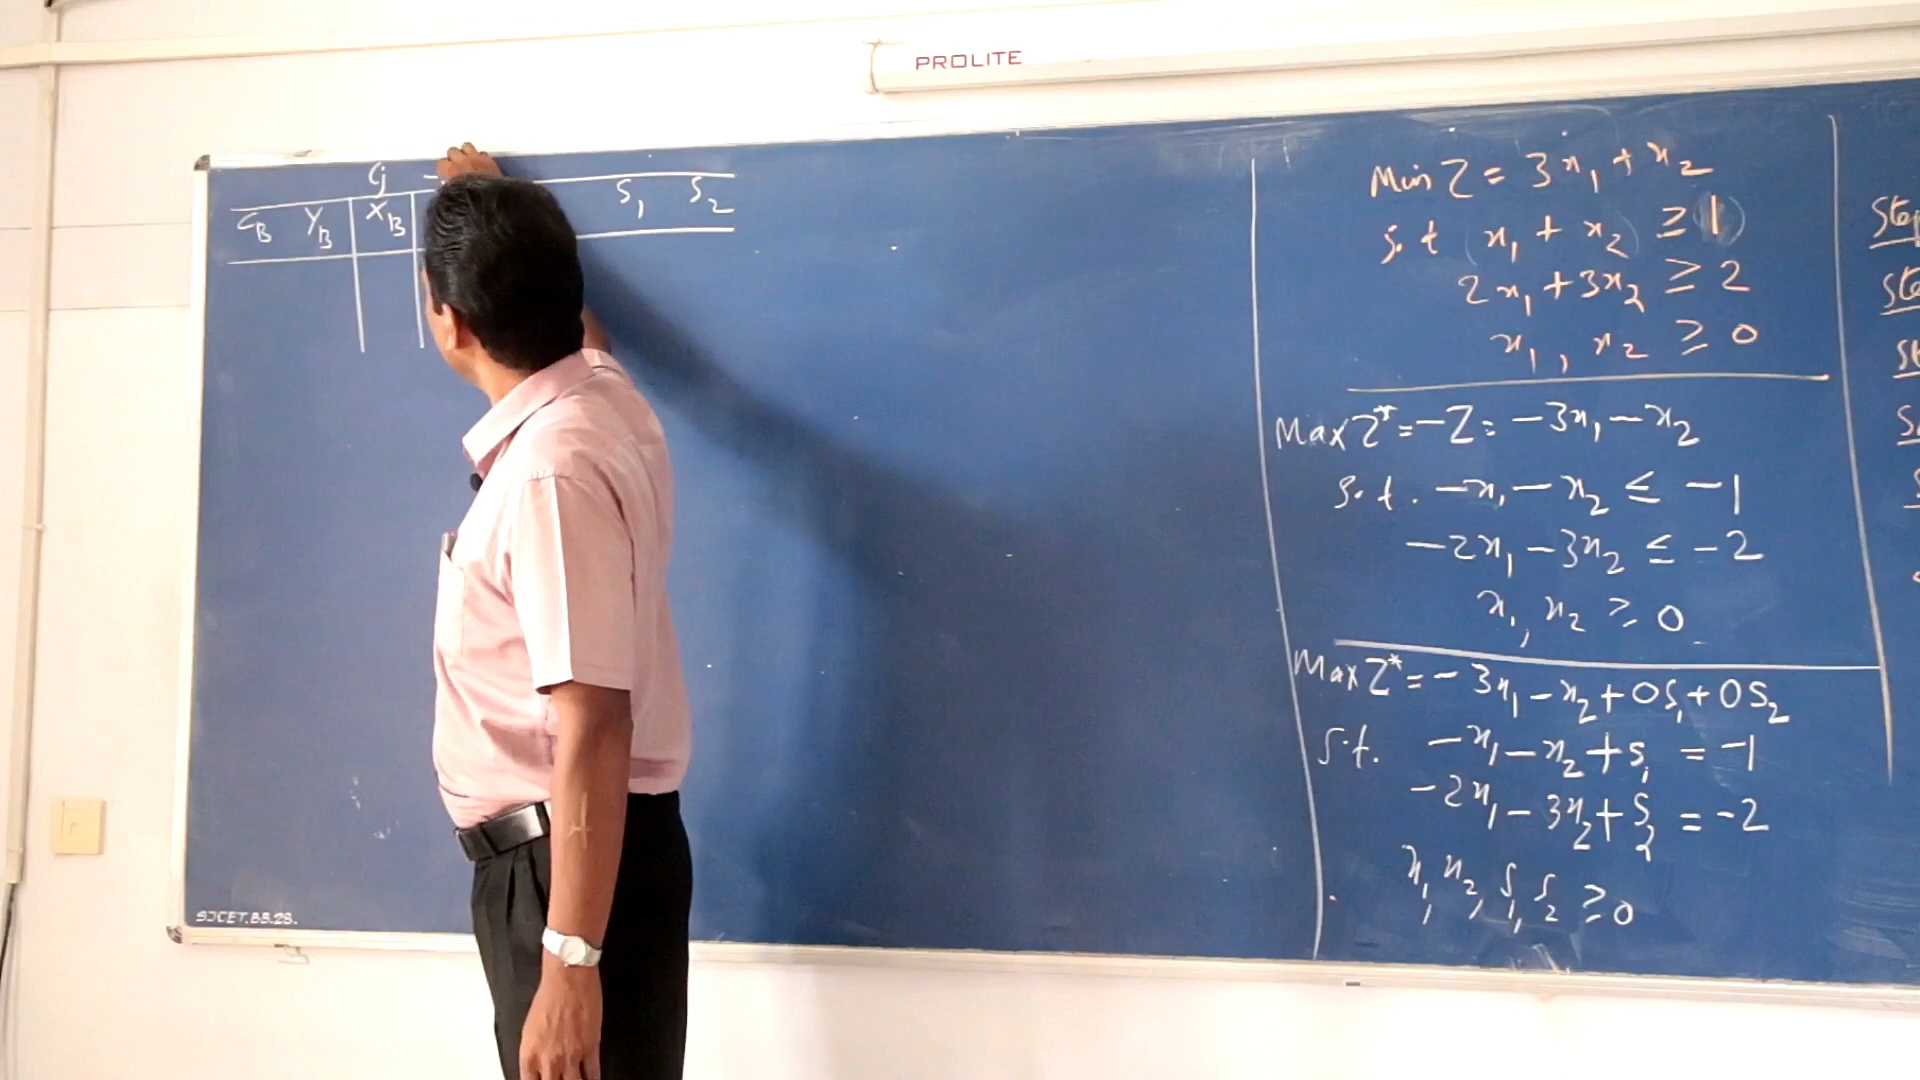 PROLITE
Cj -
CB YB XB S1 S2
Min Z = 3x1 + x2
s.t x1 + x2 ≥ 1
2x1 + 3x2 ≥ 2
x1, x2 ≥ 0
Max Z* = -Z = -3x1 - x2
s.t. -x1 - x2 ≤ -1
-2x1 - 3x2 ≤ -2
x1, x2 ≥ 0
Max Z* = -3x1 - x2 + 0S1 + 0S2
s.t. -x1 - x2 + s1 = -1
-2x1 - 3x2 + S2 = -2
x1, x2, S1, S2 ≥ 0
SJCET.BB.28.